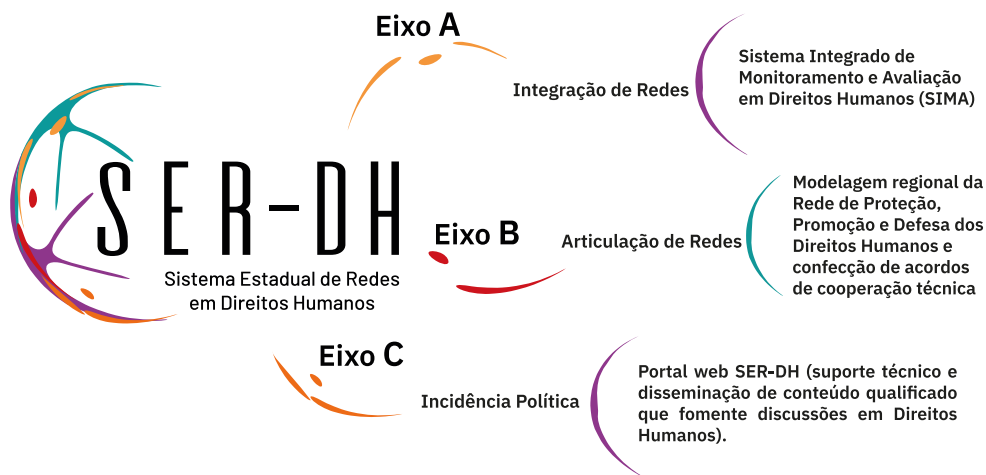 SER-DH
Sistema Estadual de Redes
em Direitos Humanos
Eixo A
Integração de Redes
Sistema Integrado de
Monitoramento e Avaliação
em Direitos Humanos (SIMA)
Eixo B
Articulação de Redes
Modelagem regional da
Rede de Proteção,
Promoção e Defesa dos
Direitos Humanos e
confecção de acordos
de cooperação técnica
Eixo C
Incidência Política
Portal web SER-DH (suporte técnico e
disseminação de conteúdo qualificado
que fomente discussões em Direitos
Humanos).